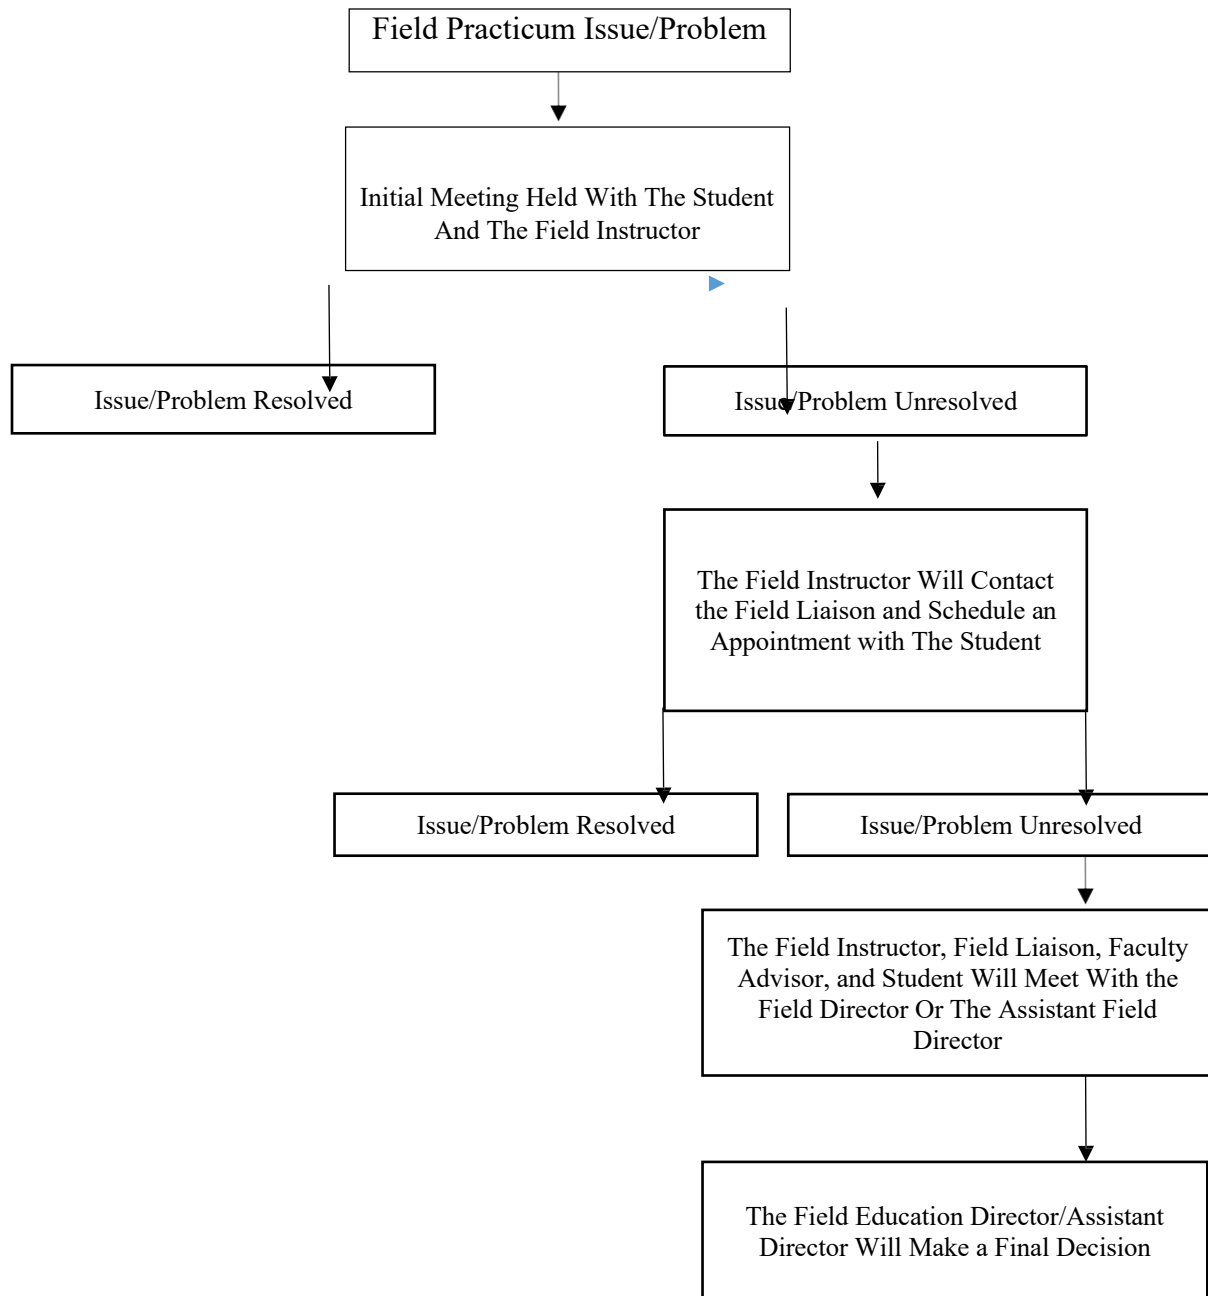 Field Practicum Issue/Problem
Initial Meeting Held With The Student
And The Field Instructor
Issue/Problem Resolved
Issue/Problem Unresolved
The Field Instructor Will Contact
the Field Liaison and Schedule an
Appointment with The Student
Issue/Problem Resolved
Issue/Problem Unresolved
The Field Instructor, Field Liaison, Faculty
Advisor, and Student Will Meet With the
Field Director Or The Assistant Field
Director
The Field Education Director/Assistant
Director Will Make a Final Decision